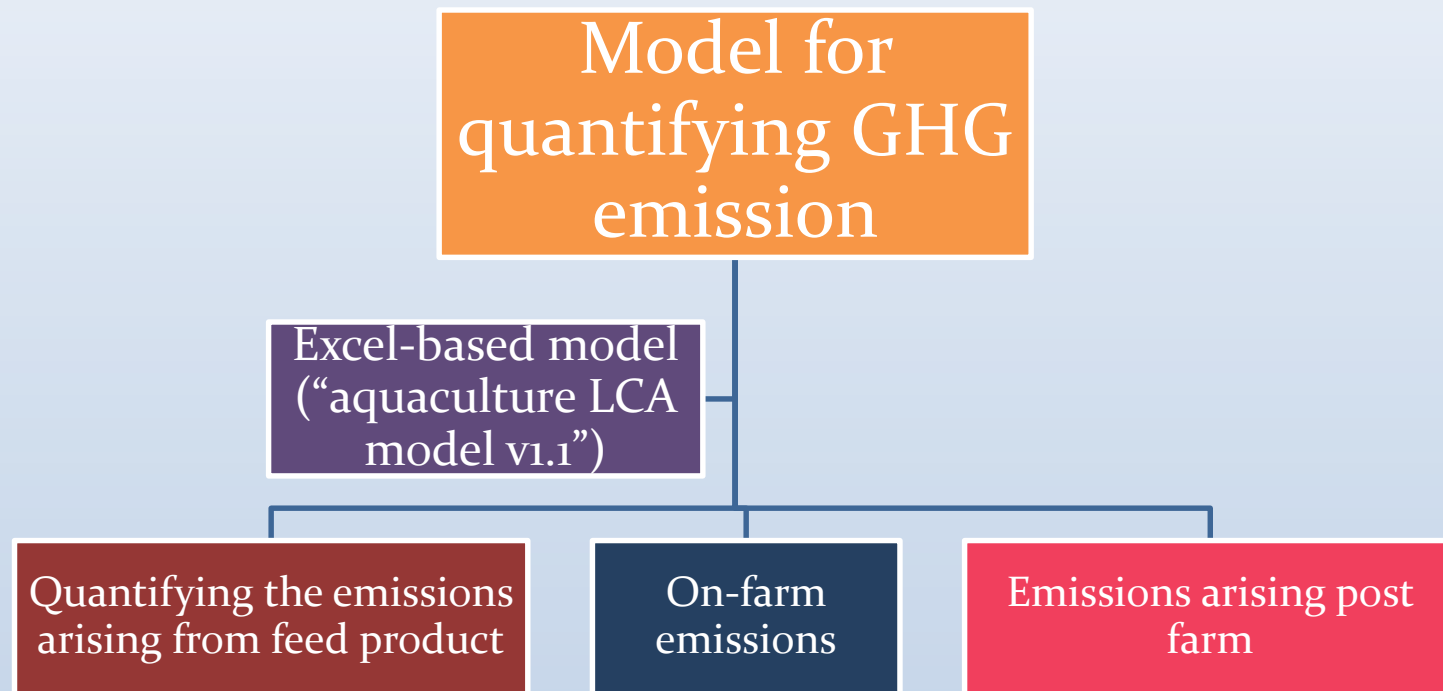 Model for
quantifying GHG
emission
Excel-based model
(“aquaculture LCA
model v1.1”)
Quantifying the emissions
arising from feed product
On-farm
emissions
Emissions arising post
farm